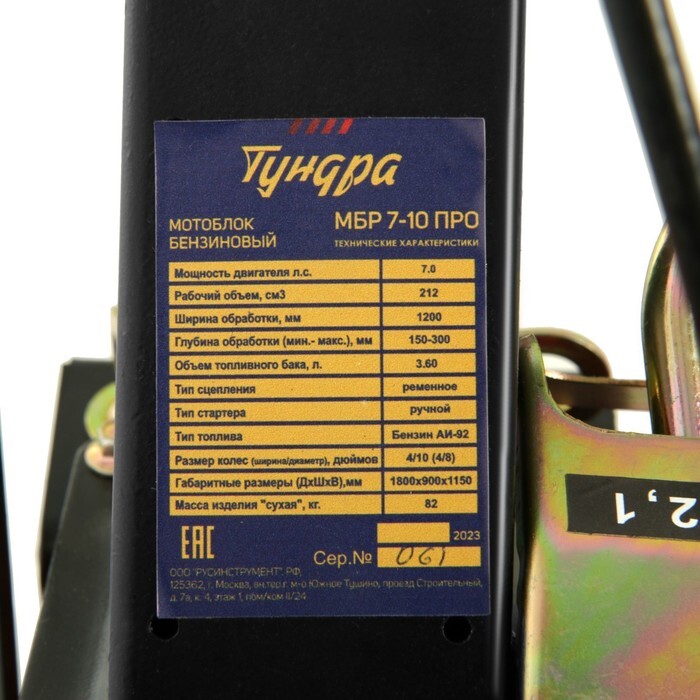 Тундра
МОТОБЛОК
БЕНЗИНОВЫЙ
МБР 7-10 ПРО
ТЕХНИЧЕСКИЕ ХАРАКТЕРИСТИКИ
Мощность двигателя л.с. 7.0
Рабочий объем, см3 212
Ширина обработки, мм 1200
Глубина обработки (мин.- макс.), мм 150-300
Объем топливного бака, л. 3.60
Тип сцепления ременное
Тип стартера ручной
Тип топлива Бензин АИ-92
Размер колес (ширина/диаметр), дюймов 4/10 (4/8)
Габаритные размеры (ДхШхВ),мм 1800х900х1150
Масса изделия "сухая", кг. 82
ЕАС
2023
Сер.№ 061
ООО "РУСИНСТРУМЕНТ", РФ,
125362, г. Москва, вн.тер.г. м-о Южное Тушино, проезд Строительный,
д. 7а, к. 4, этаж 1, пом/ком II/24
2,1